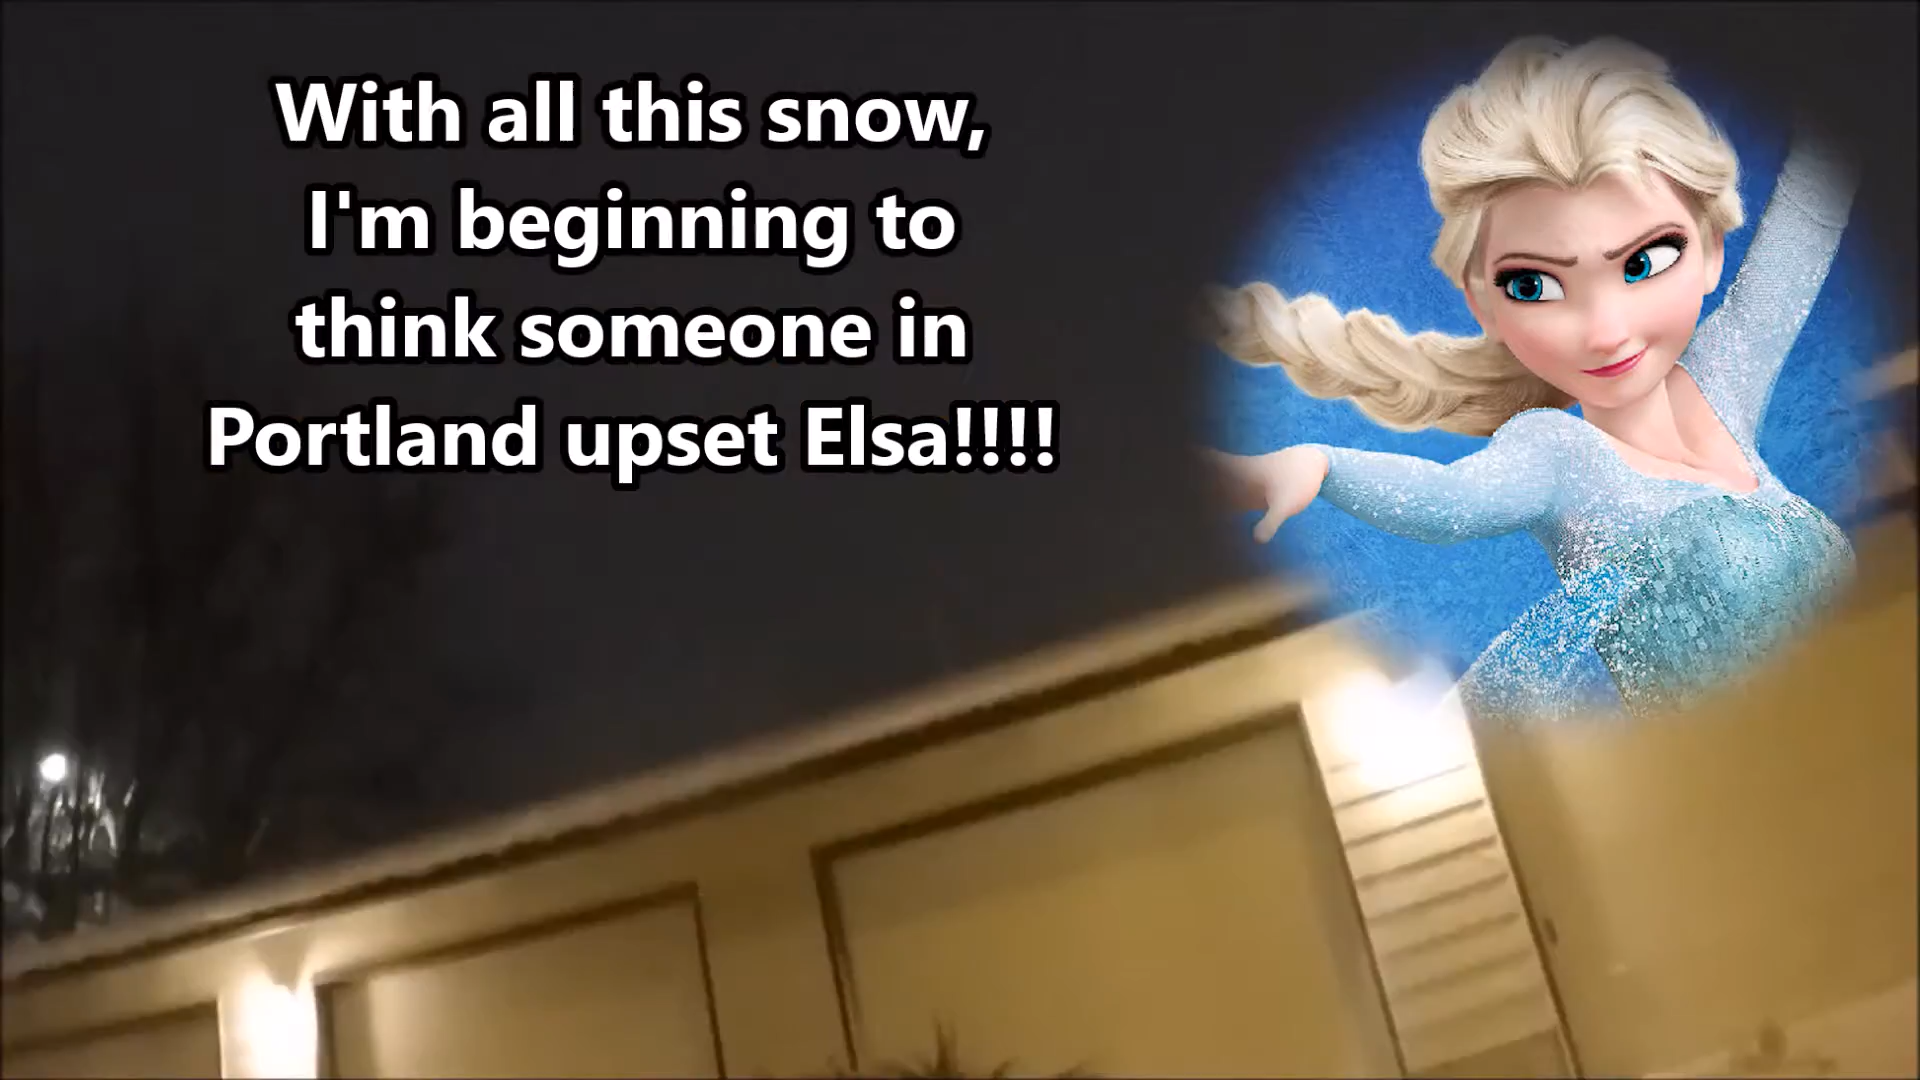 With all this snow,
I'm beginning to
think someone in
Portland upset Elsa!!!!